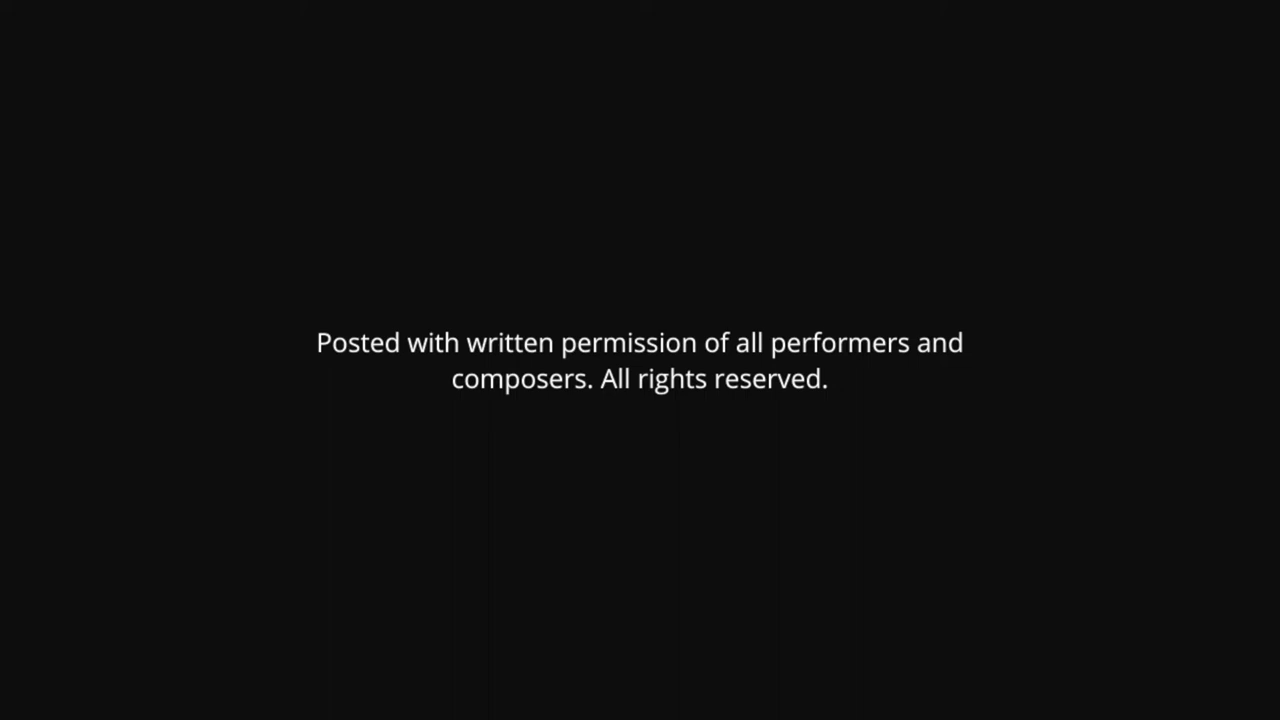 Posted with written permission of all performers and
composers. All rights reserved.